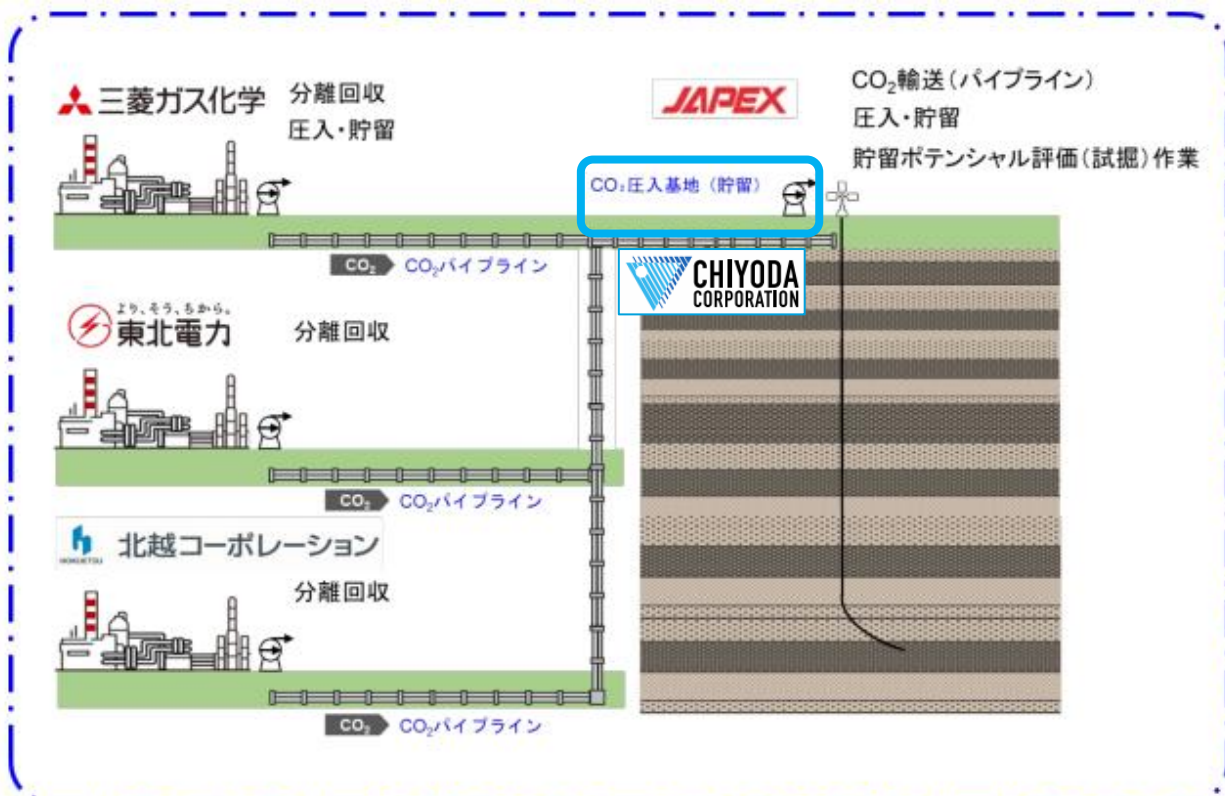 三菱ガス化学
分離回収
圧入・貯留
JAPEX
CO₂輸送(パイプライン)
圧入・貯留
貯留ポテンシャル評価(試掘)作業
CO₂圧入基地(貯留)
CO₂ CO₂パイプライン
CHIYODA
CORPORATION
より、そう、ちから。
東北電力
分離回収
CO₂ CO₂パイプライン
HOKUETSU
北越コーポレーション
分離回収
CO₂ CO₂パイプライン